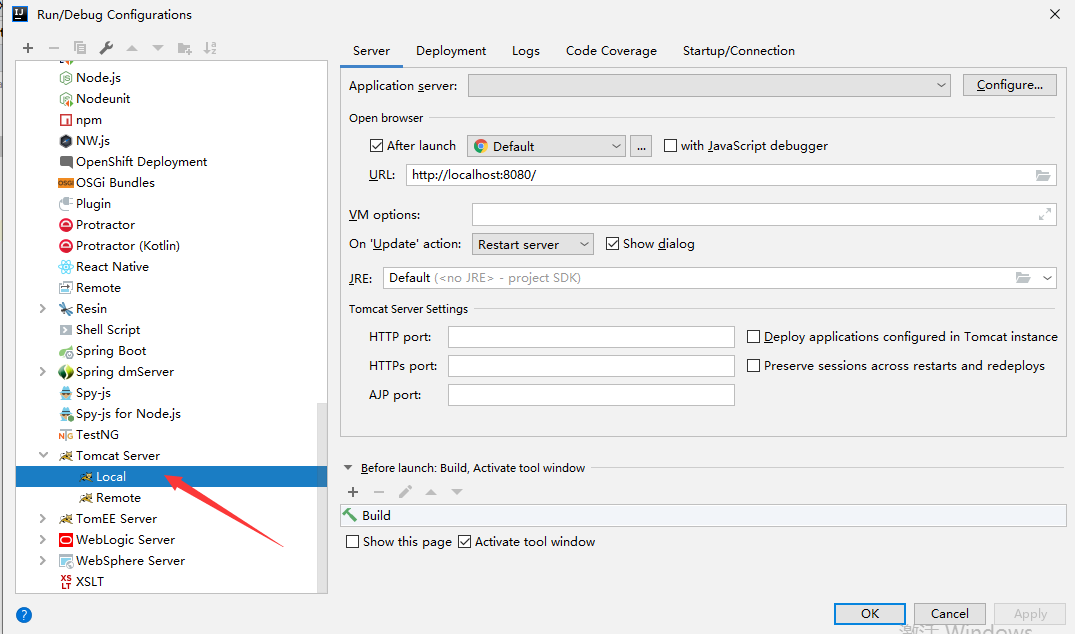 Run/Debug Configurations
Node.js
Nodeunit
npm
NW.js
OpenShift Deployment
OSGi Bundles
Plugin
Protractor
Protractor (Kotlin)
React Native
Remote
Resin
Shell Script
Spring Boot
Spring dmServer
Spy-js
Spy-js for Node.js
TestNG
Tomcat Server
Local
Remote
TomEE Server
WebLogic Server
WebSphere Server
XSLT
Server Deployment Logs Code Coverage Startup/Connection
Application server: Configure...
Open browser
After launch Default ... with JavaScript debugger
URL: http://localhost:8080/
VM options:
On 'Update' action: Restart server Show dialog
JRE: Default (<no JRE> - project SDK)
Tomcat Server Settings
HTTP port: Deploy applications configured in Tomcat instance
HTTPs port: Preserve sessions across restarts and redeploys
AJP port:
Before launch: Build, Activate tool window
Build
Show this page Activate tool window
OK Cancel Apply
激活 Windows